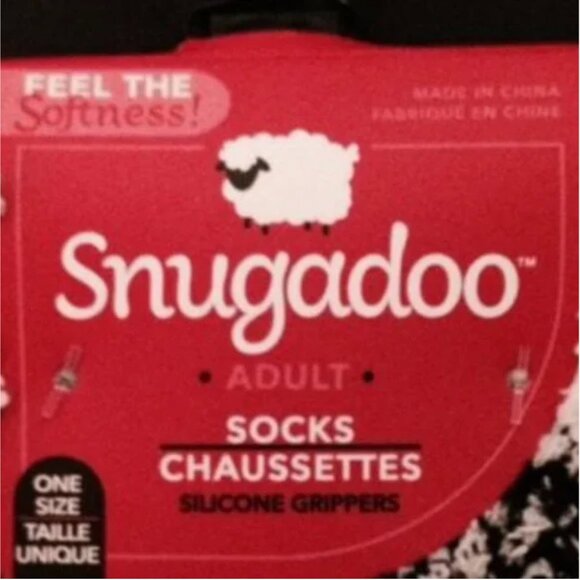 FEEL THE
Softness!
MADE IN CHINA
FABRIQUÉ EN CHINE
Snugadoo™
• ADULT •
SOCKS
CHAUSSETTES
SILICONE GRIPPERS
ONE
SIZE
TAILLE
UNIQUE